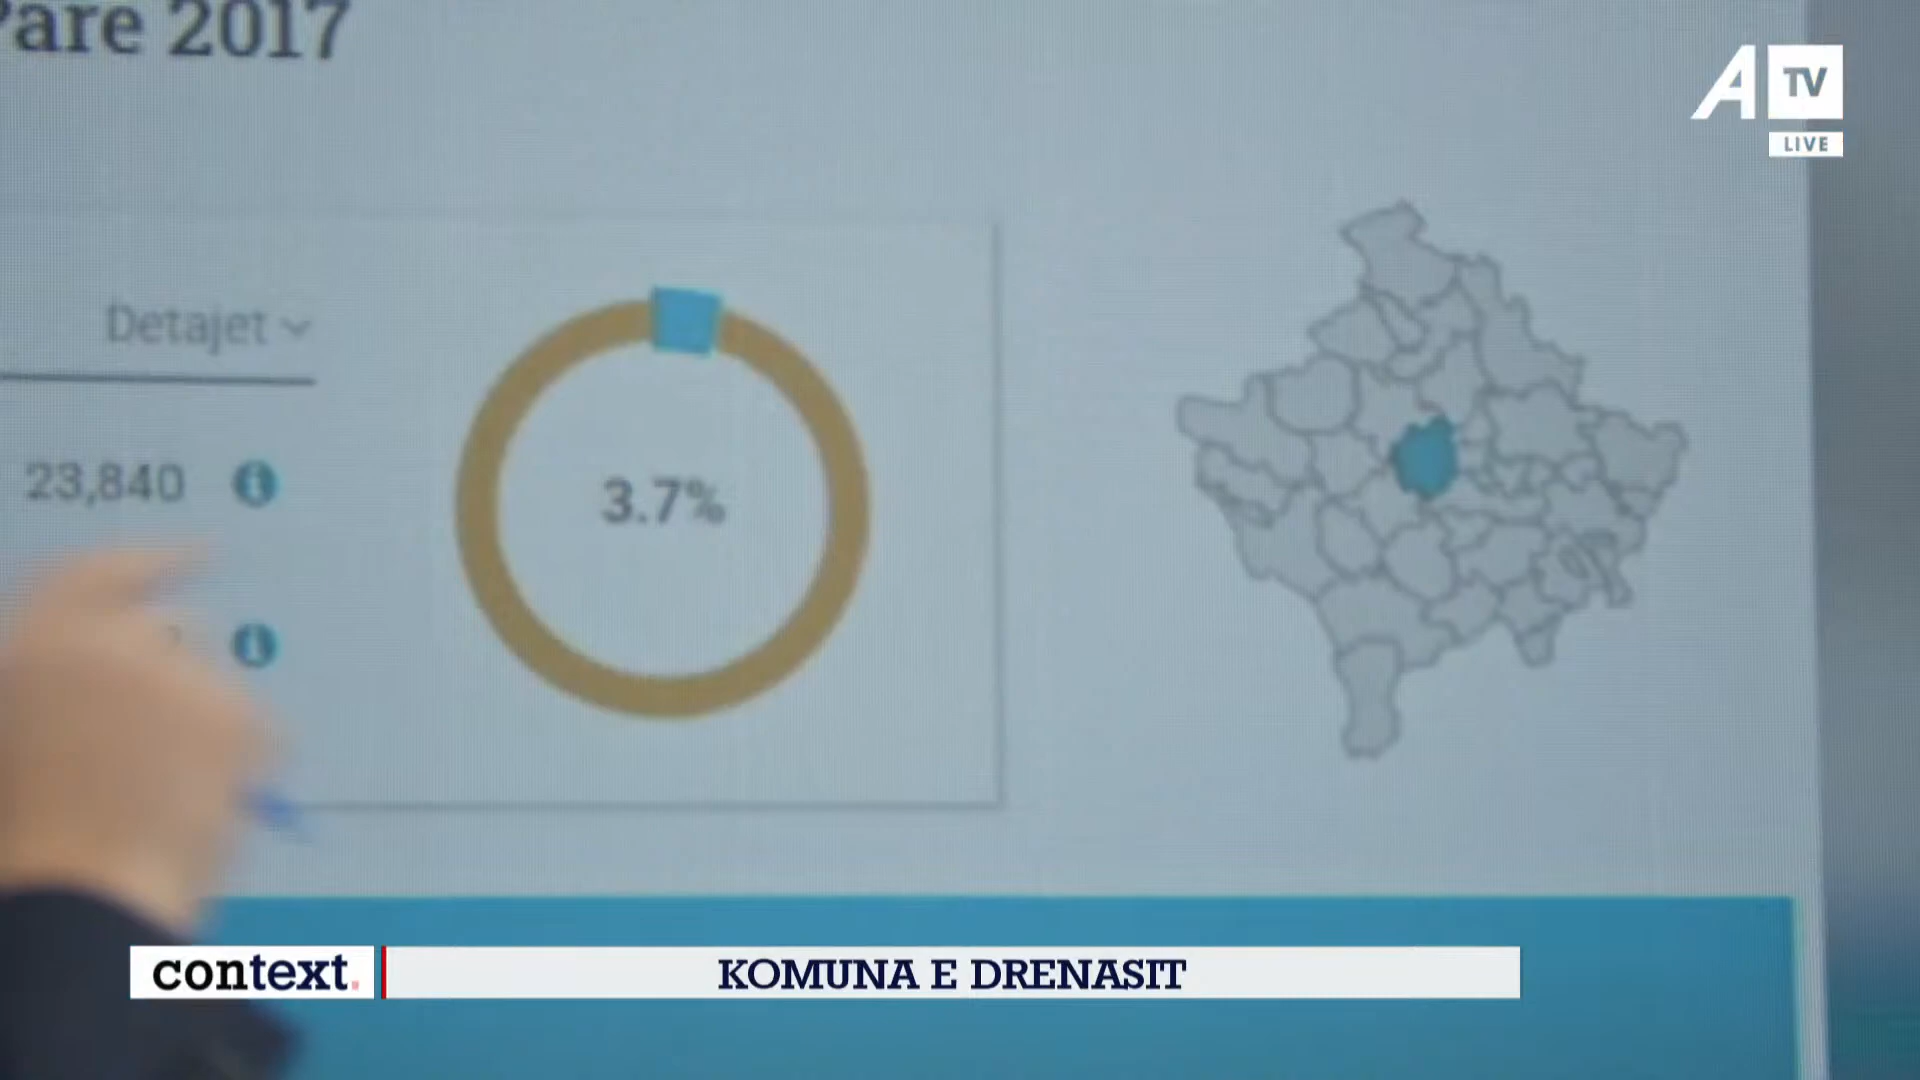 Pare 2017
A TV
LIVE
Detajet
23,840
3.7%
context.
KOMUNA E DRENASIT